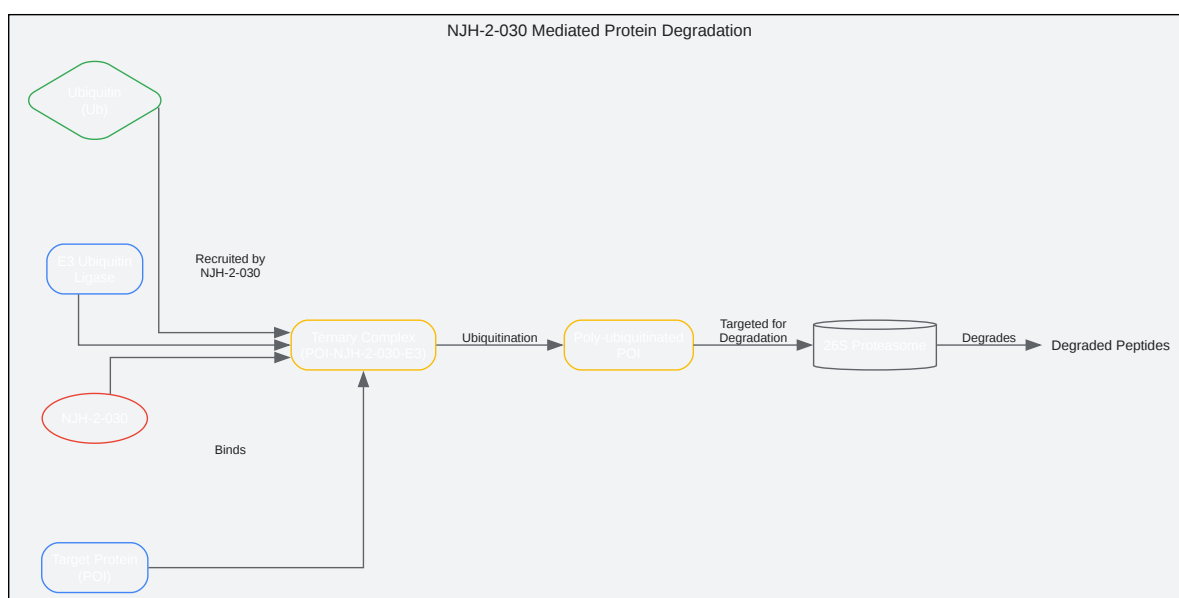 NJH-2-030 Mediated Protein Degradation
Ubiquitin
(Ub)
E3 Ubiquitin
Ligase
Recruited by
NJH-2-030
Ternary Complex
(POI-NJH-2-030-E3)
Ubiquitination
Poly-ubiquitinated
POI
Targeted for
Degradation
26S Proteasome
Degrades
Degraded Peptides
NJH-2-030
Binds
Target Protein
(POI)